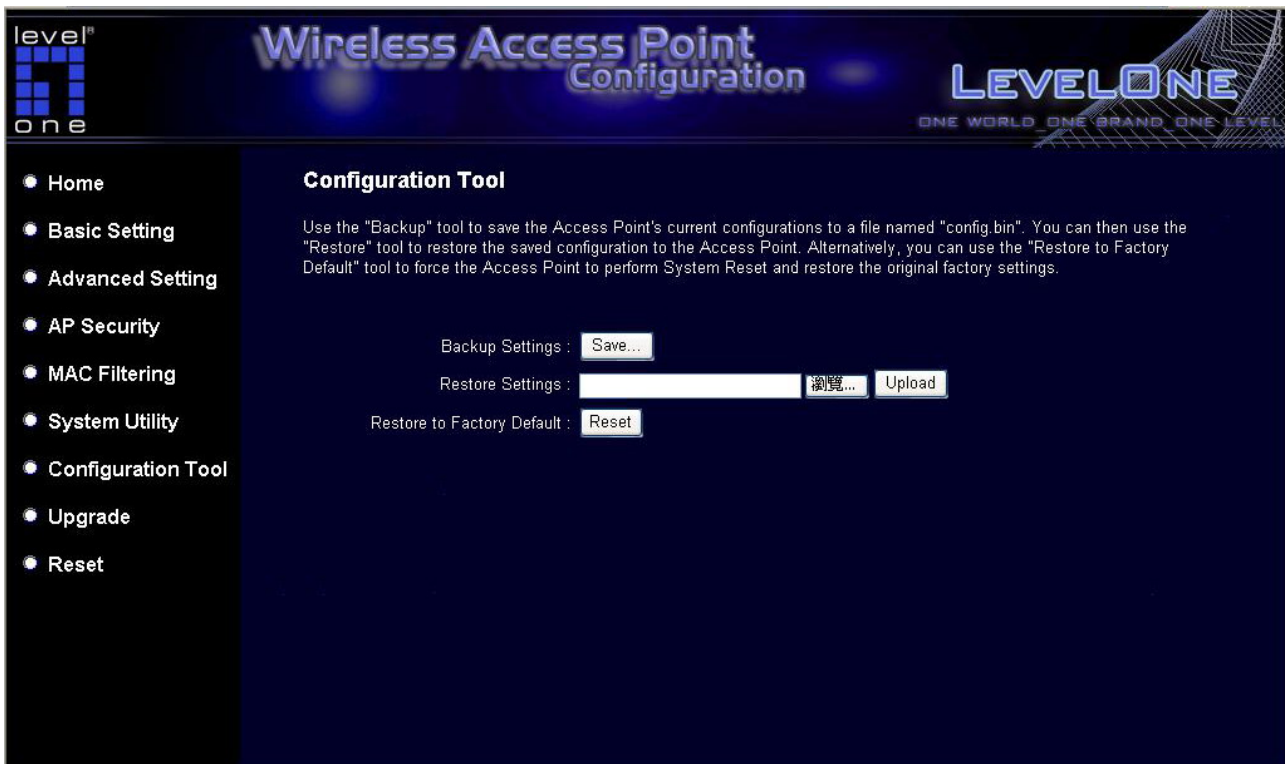 level®
one
Wireless Access Point
Configuration
LEVELONE
ONE WORLD_ONE BRAND_ONE LEVEL
Home
Basic Setting
Advanced Setting
AP Security
MAC Filtering
System Utility
Configuration Tool
Upgrade
Reset
Configuration Tool
Use the "Backup" tool to save the Access Point's current configurations to a file named "config.bin". You can then use the
"Restore" tool to restore the saved configuration to the Access Point. Alternatively, you can use the "Restore to Factory
Default" tool to force the Access Point to perform System Reset and restore the original factory settings.
Backup Settings : Save...
Restore Settings : 瀏覽... Upload
Restore to Factory Default : Reset